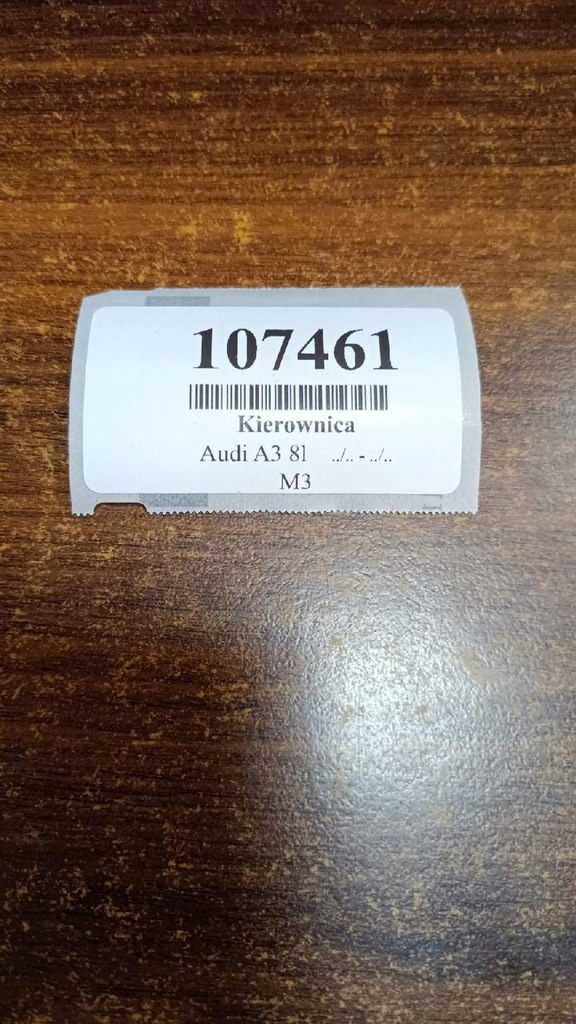 107461
Kierownica
Audi A3 8l ../.. - ../..
M3